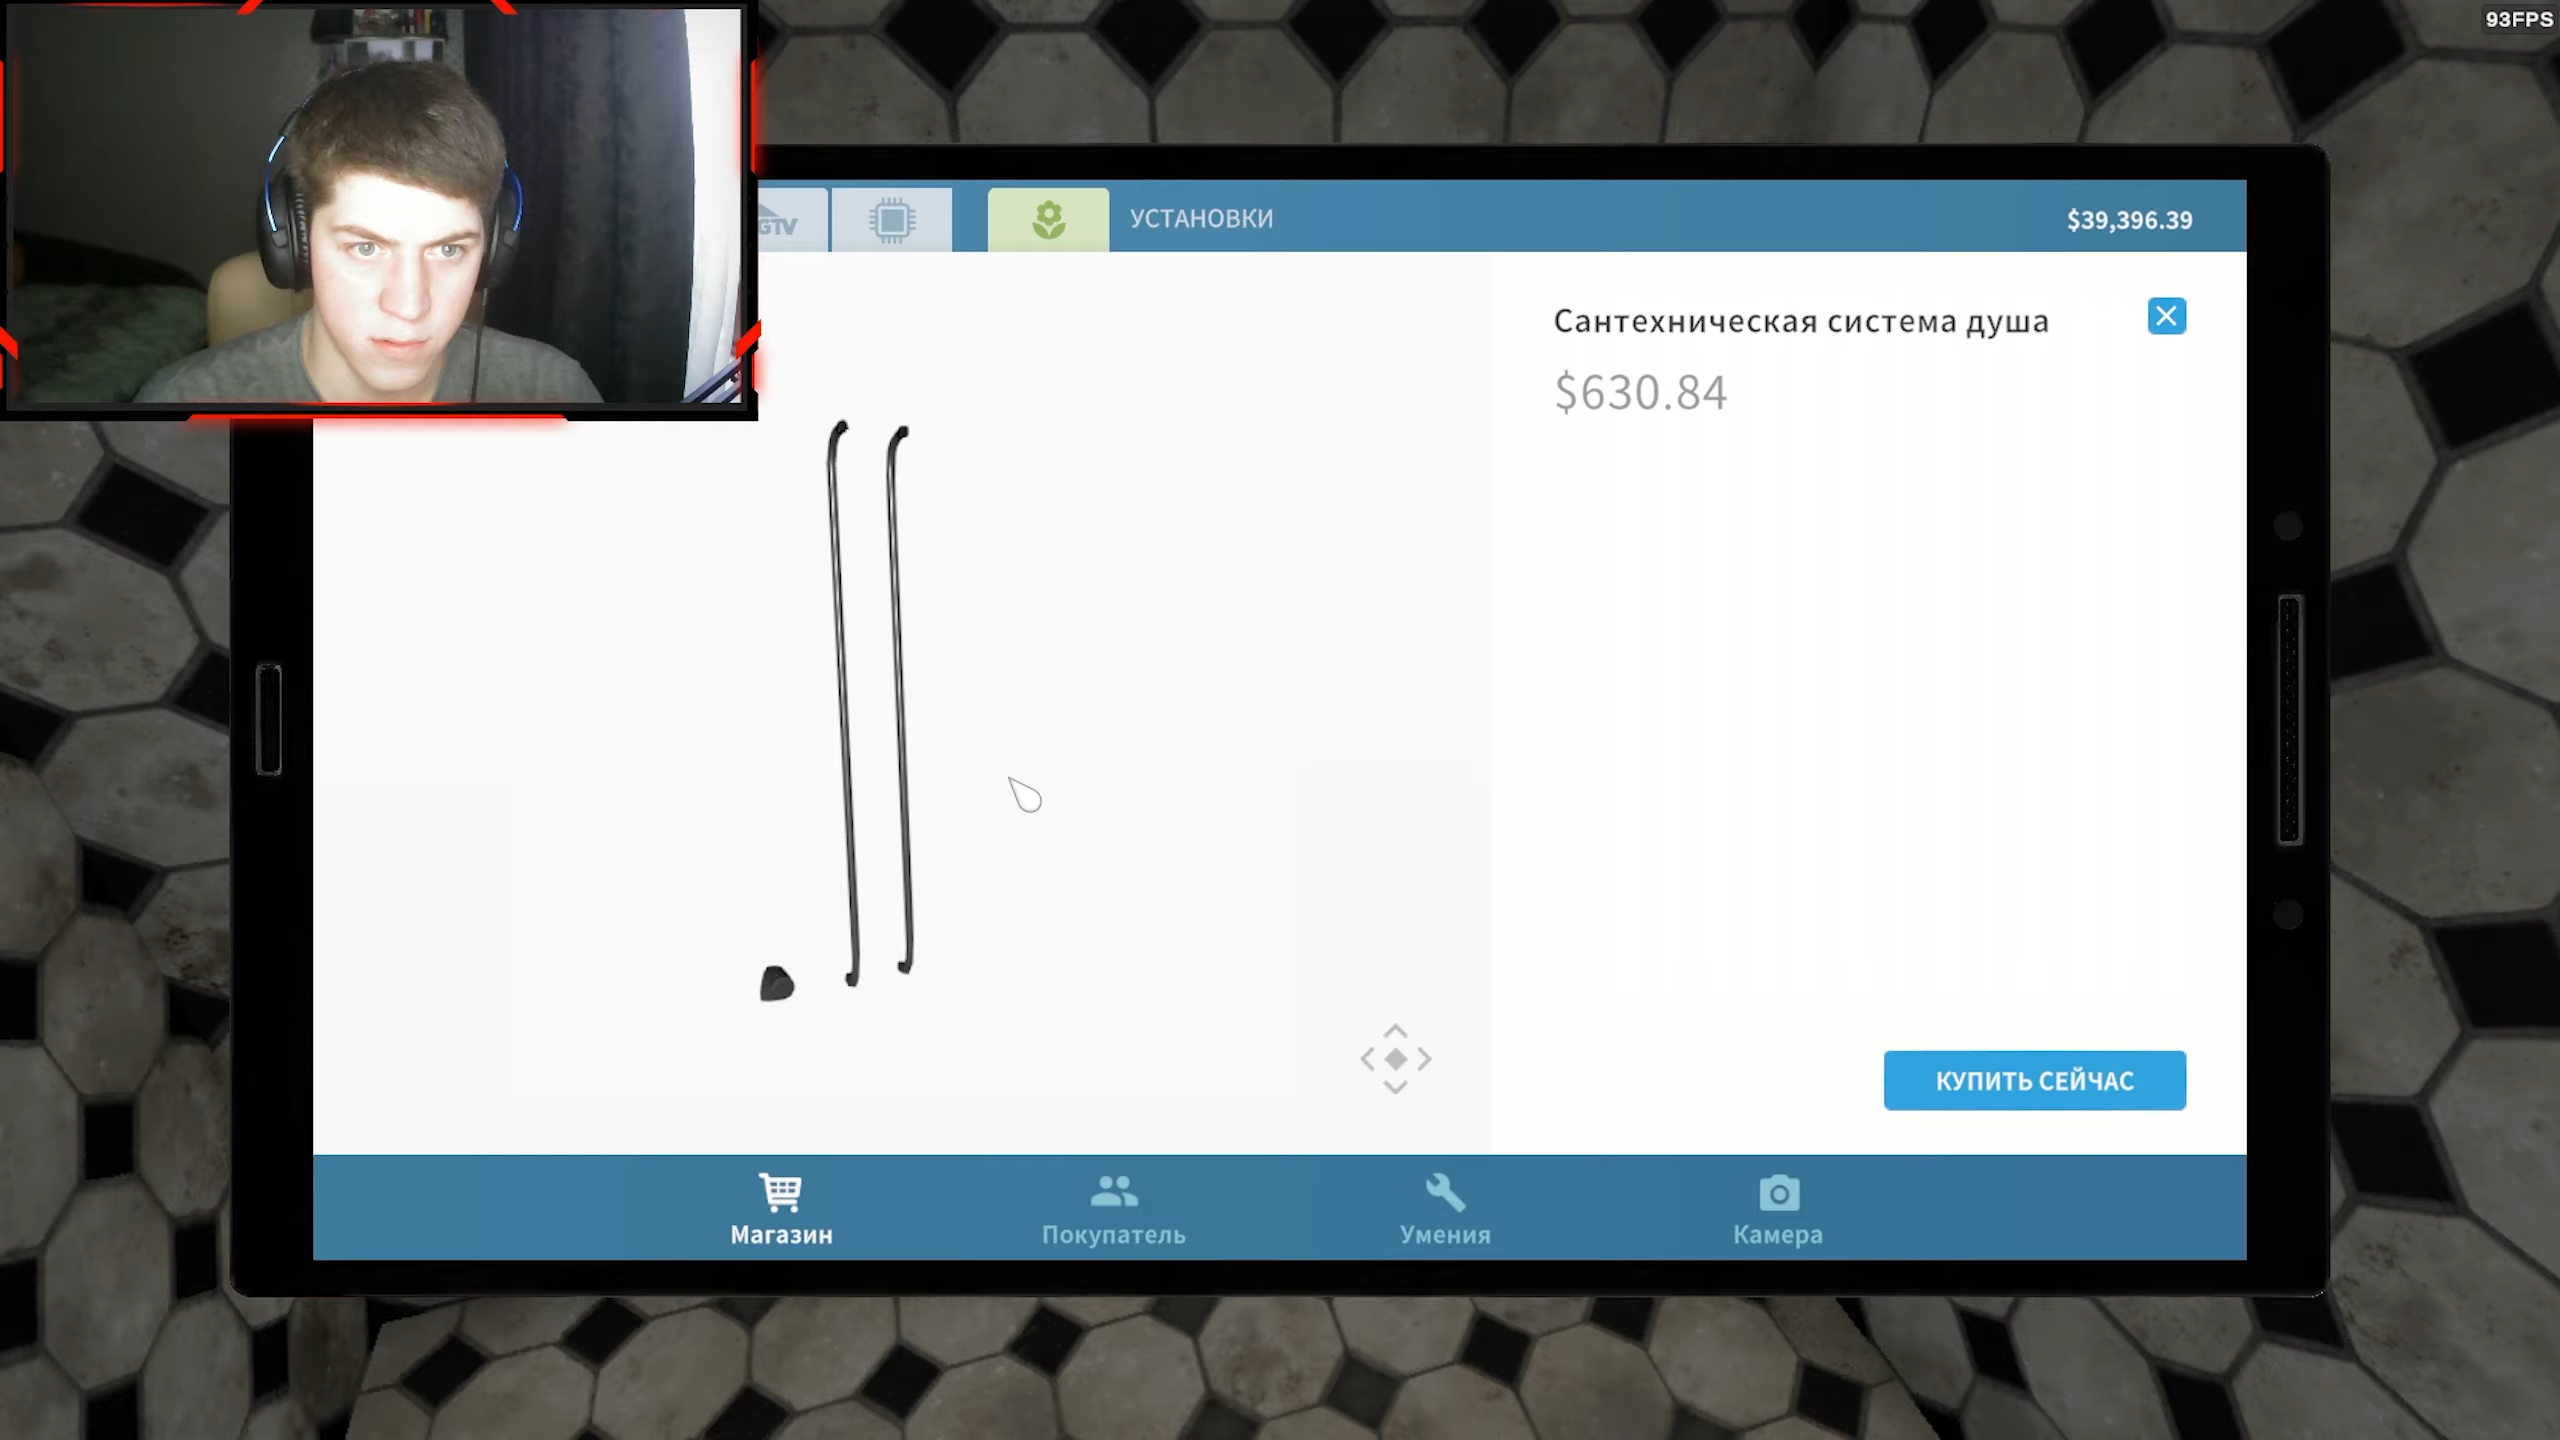 93FPS
GTV
УСТАНОВКИ
$39,396.39
Сантехническая система душа
$630.84
КУПИТЬ СЕЙЧАС
Магазин
Покупатель
Умения
Камера